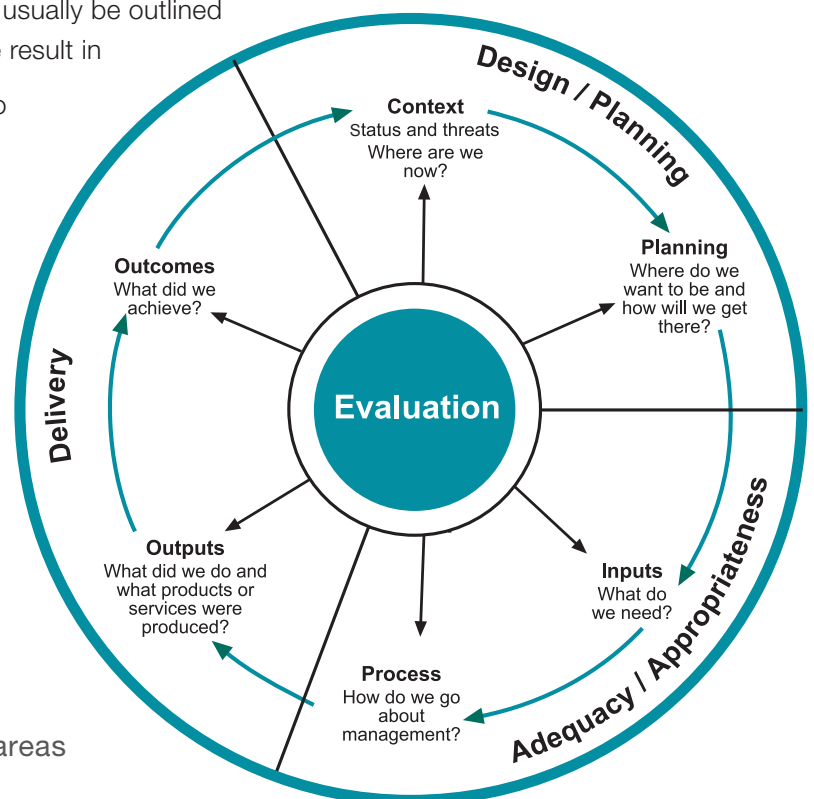 usually be outlined
result in
Design / Planning
Context
Status and threats
Where are we
now?
Planning
Where do we
want to be and
how will we get
there?
Outcomes
What did we
achieve?
Delivery
Evaluation
Outputs
What did we do and
what products or
services were
produced?
Inputs
What do
we need?
Process
How do we go
about
management?
Adequacy / Appropriateness
areas